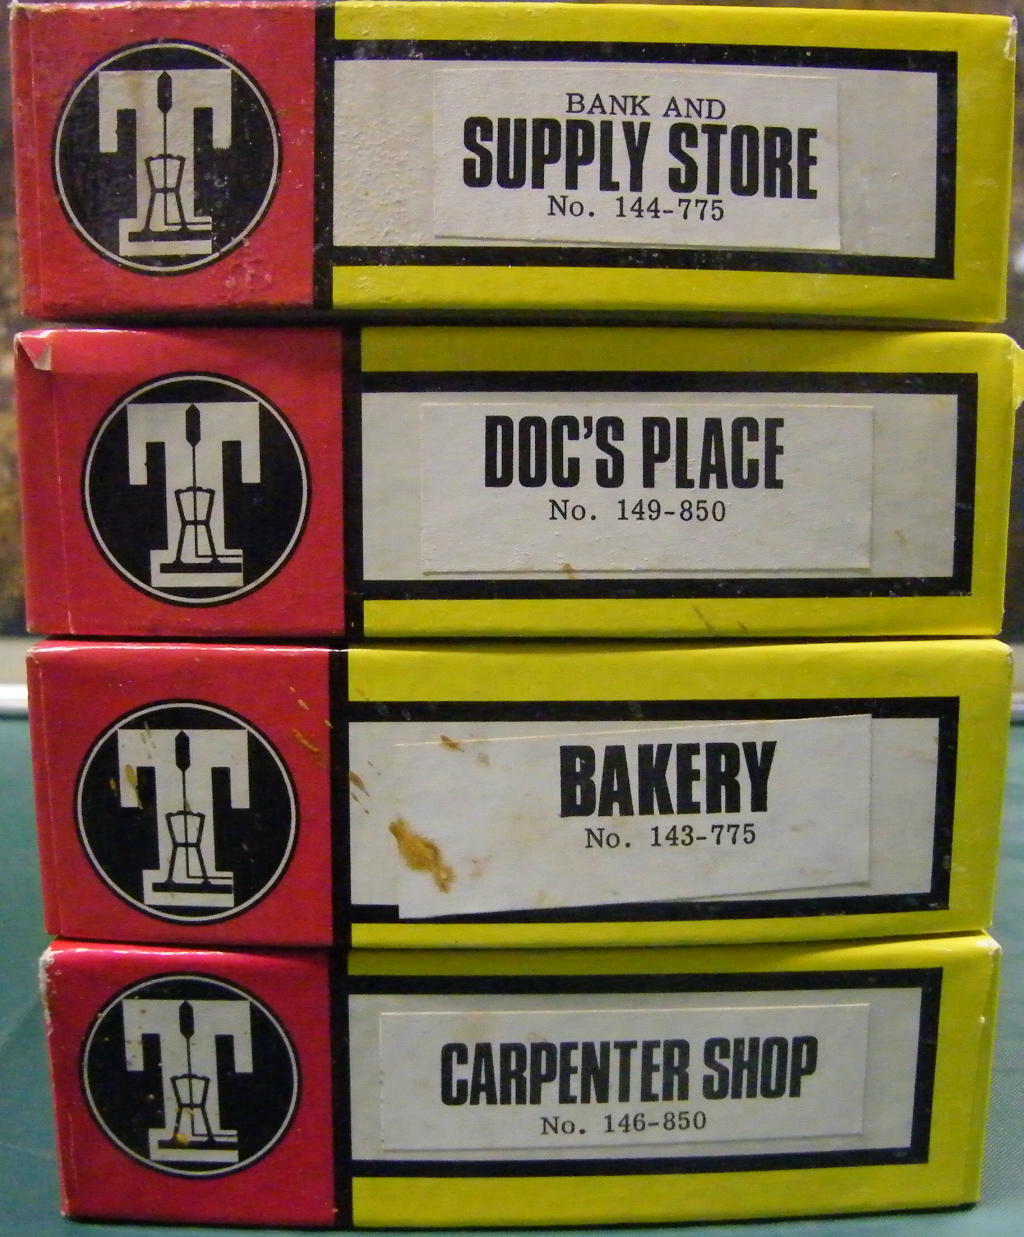 T
BANK AND
SUPPLY STORE
No. 144-775
T
DOC'S PLACE
No. 149-850
T
BAKERY
No. 143-775
T
CARPENTER SHOP
No. 146-850